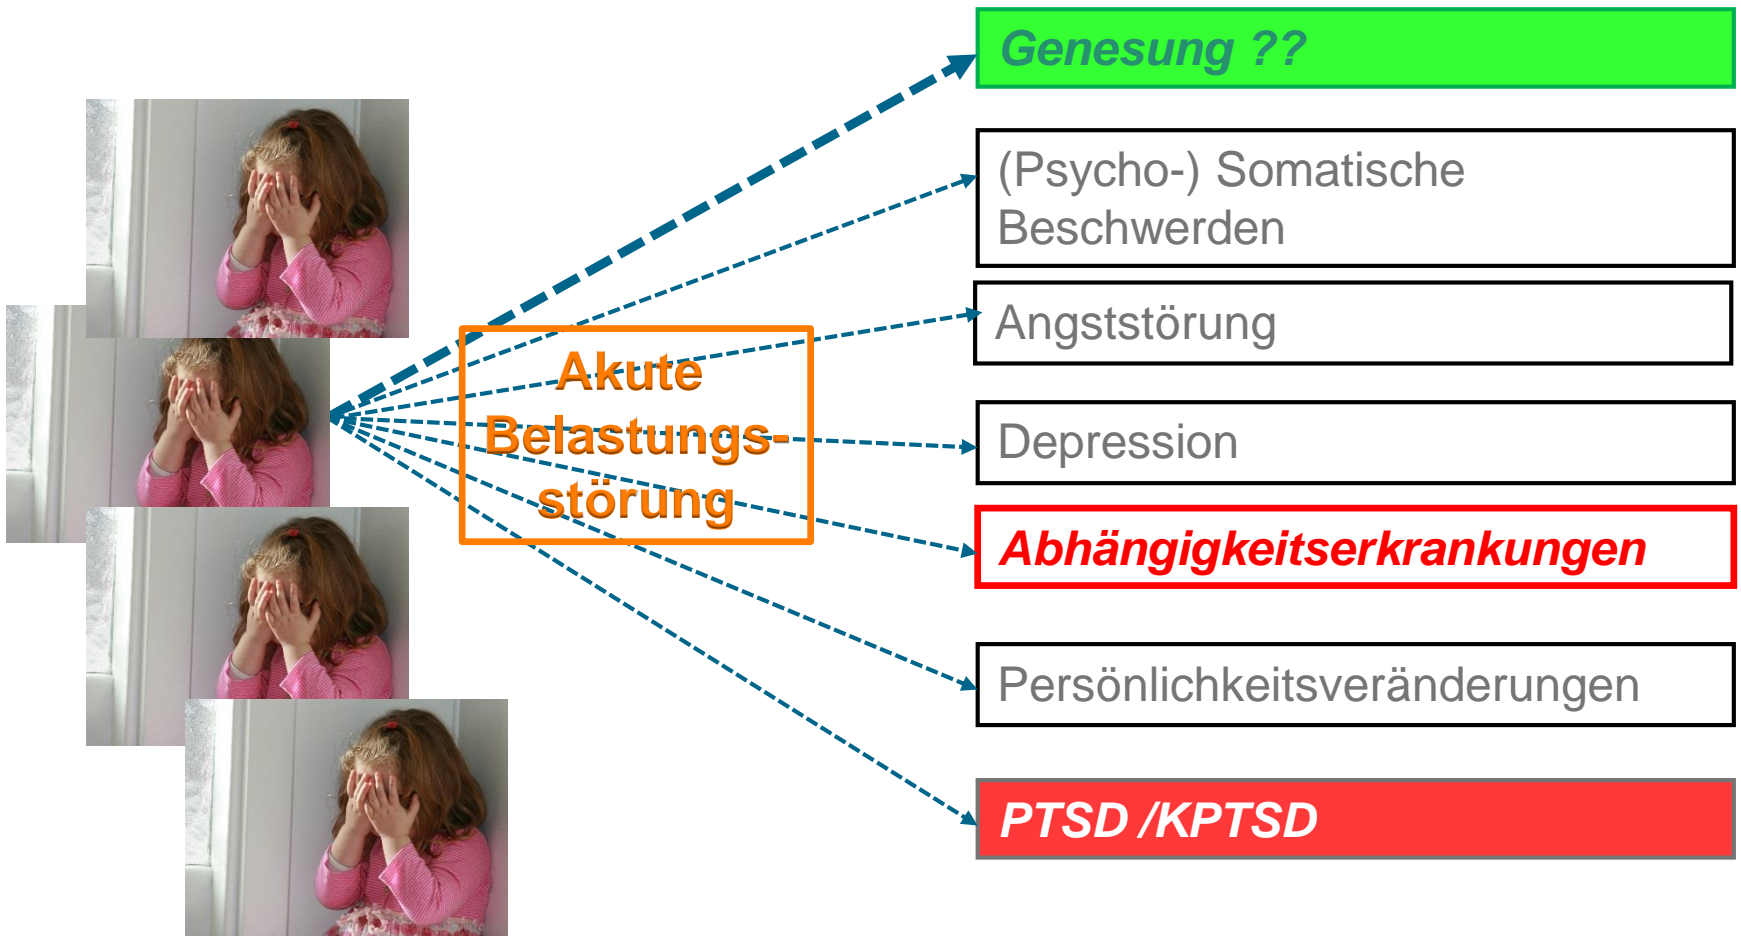 Genesung ??
(Psycho-) Somatische
Beschwerden
Angststörung
Akute
Belastungs-
störung
Depression
Abhängigkeitserkrankungen
Persönlichkeitsveränderungen
PTSD /KPTSD